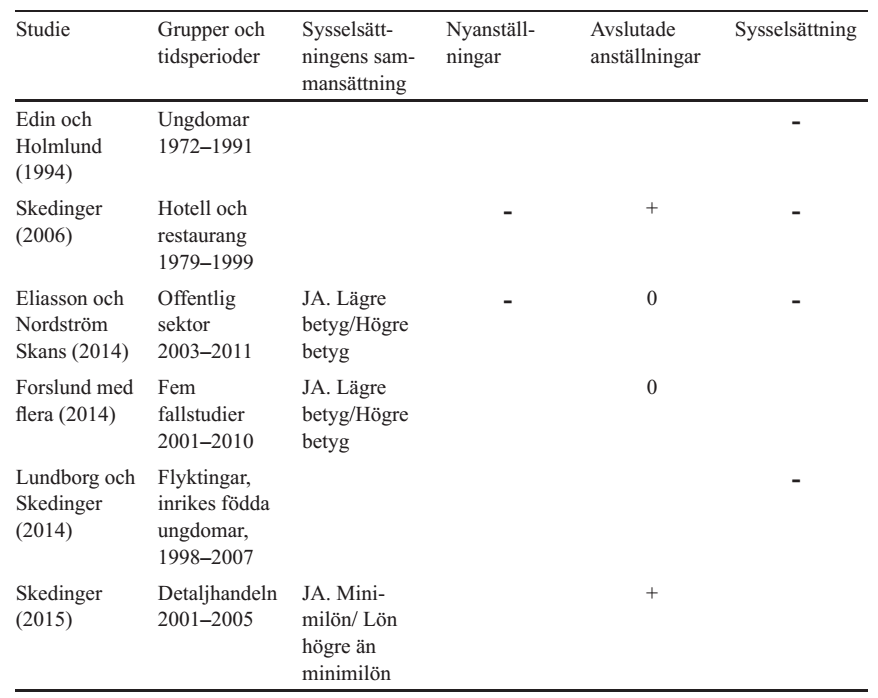 Studie Grupper och tidsperioder Sysselsätt-ningens sam-mansättning Nyanställ-ningar Avslutade anställningar Sysselsättning
Edin och Holmlund (1994) Ungdomar 1972–1991 -
Skedinger (2006) Hotell och restaurang 1979–1999 - + -
Eliasson och Nordström Skans (2014) Offentlig sektor 2003–2011 JA. Lägre betyg/Högre betyg - 0 -
Forslund med flera (2014) Fem fallstudier 2001–2010 JA. Lägre betyg/Högre betyg 0
Lundborg och Skedinger (2014) Flyktingar, inrikes födda ungdomar, 1998–2007 -
Skedinger (2015) Detaljhandeln 2001–2005 JA. Mini-milön/ Lön högre än minimilön +